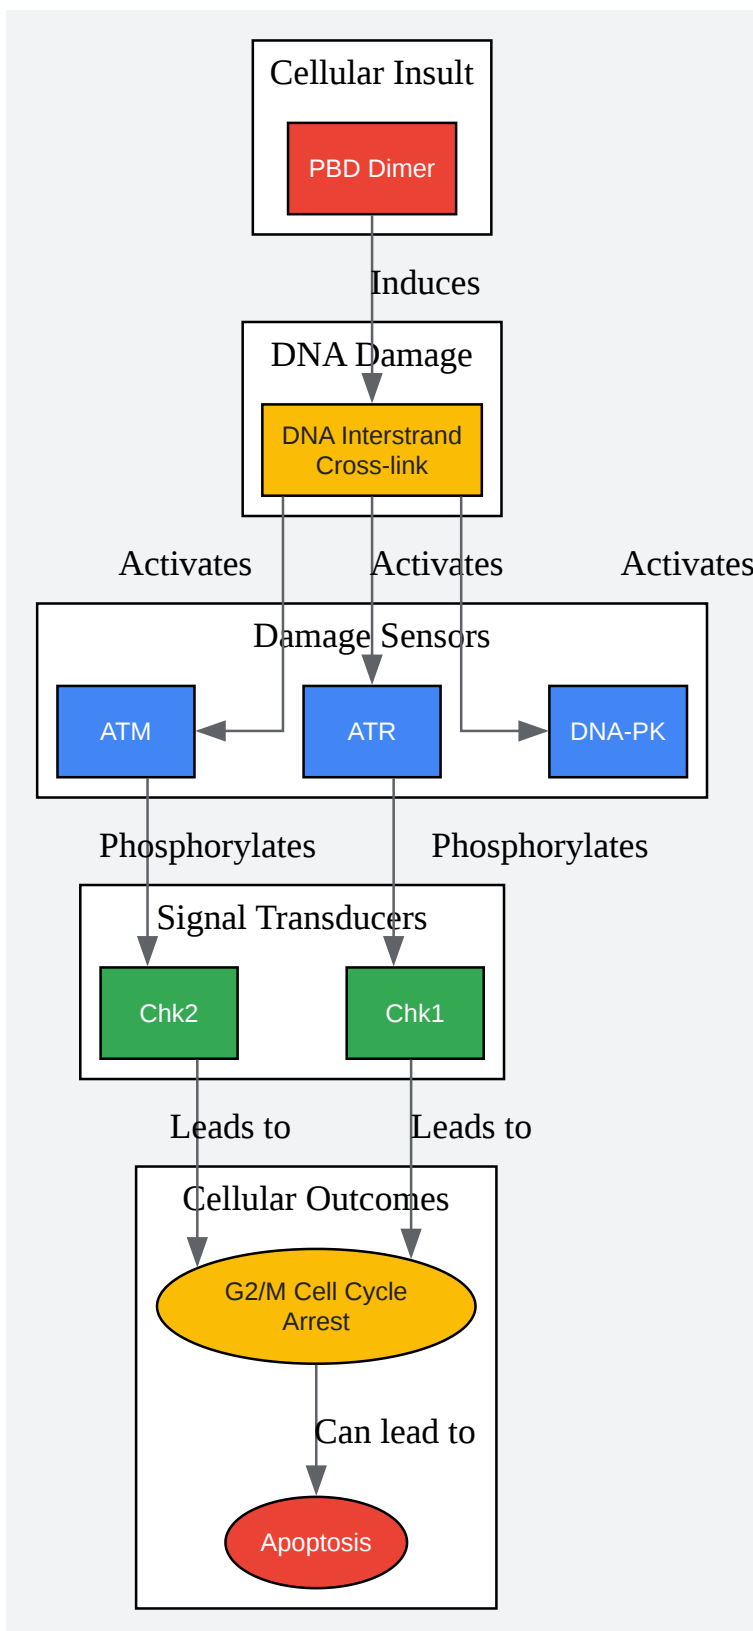 Cellular Insult
PBD Dimer
Induces
DNA Damage
DNA Interstrand
Cross-link
Activates
Activates
Activates
Damage Sensors
ATM
ATR
DNA-PK
Phosphorylates
Phosphorylates
Signal Transducers
Chk2
Chk1
Leads to
Leads to
Cellular Outcomes
G2/M Cell Cycle
Arrest
Can lead to
Apoptosis